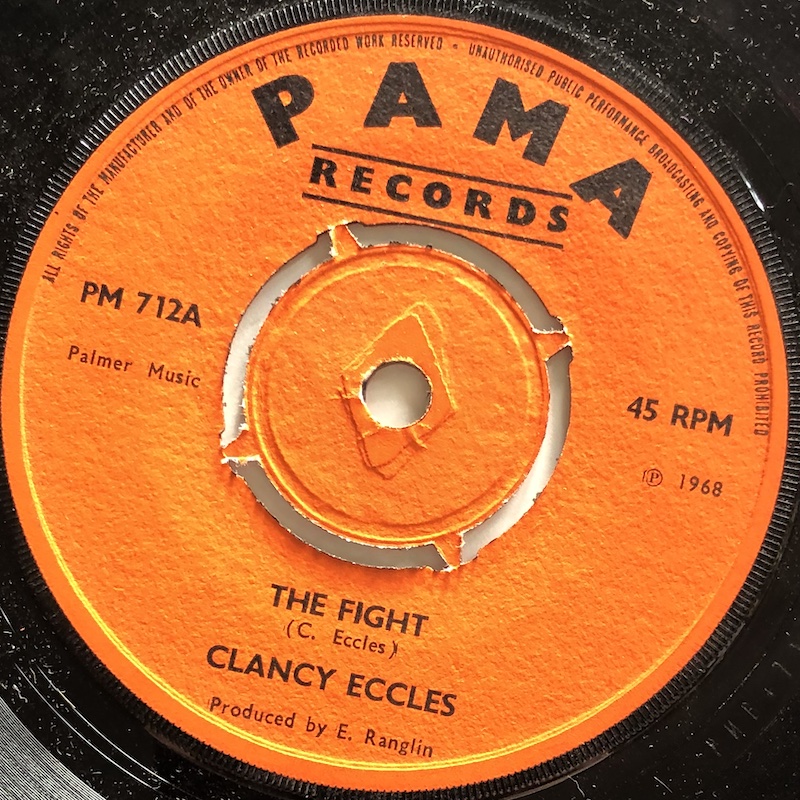 ALL RIGHTS OF THE MANUFACTURER AND OF THE OWNER OF THE RECORDED WORK RESERVED - UNAUTHORISED PUBLIC PERFORMANCE BROADCASTING AND COPYING OF THIS RECORD PROHIBITED
PAMA
RECORDS
PM 712A
Palmer Music
45 RPM
℗ 1968
THE FIGHT
(C. Eccles)
CLANCY ECCLES
Produced by E. Ranglin